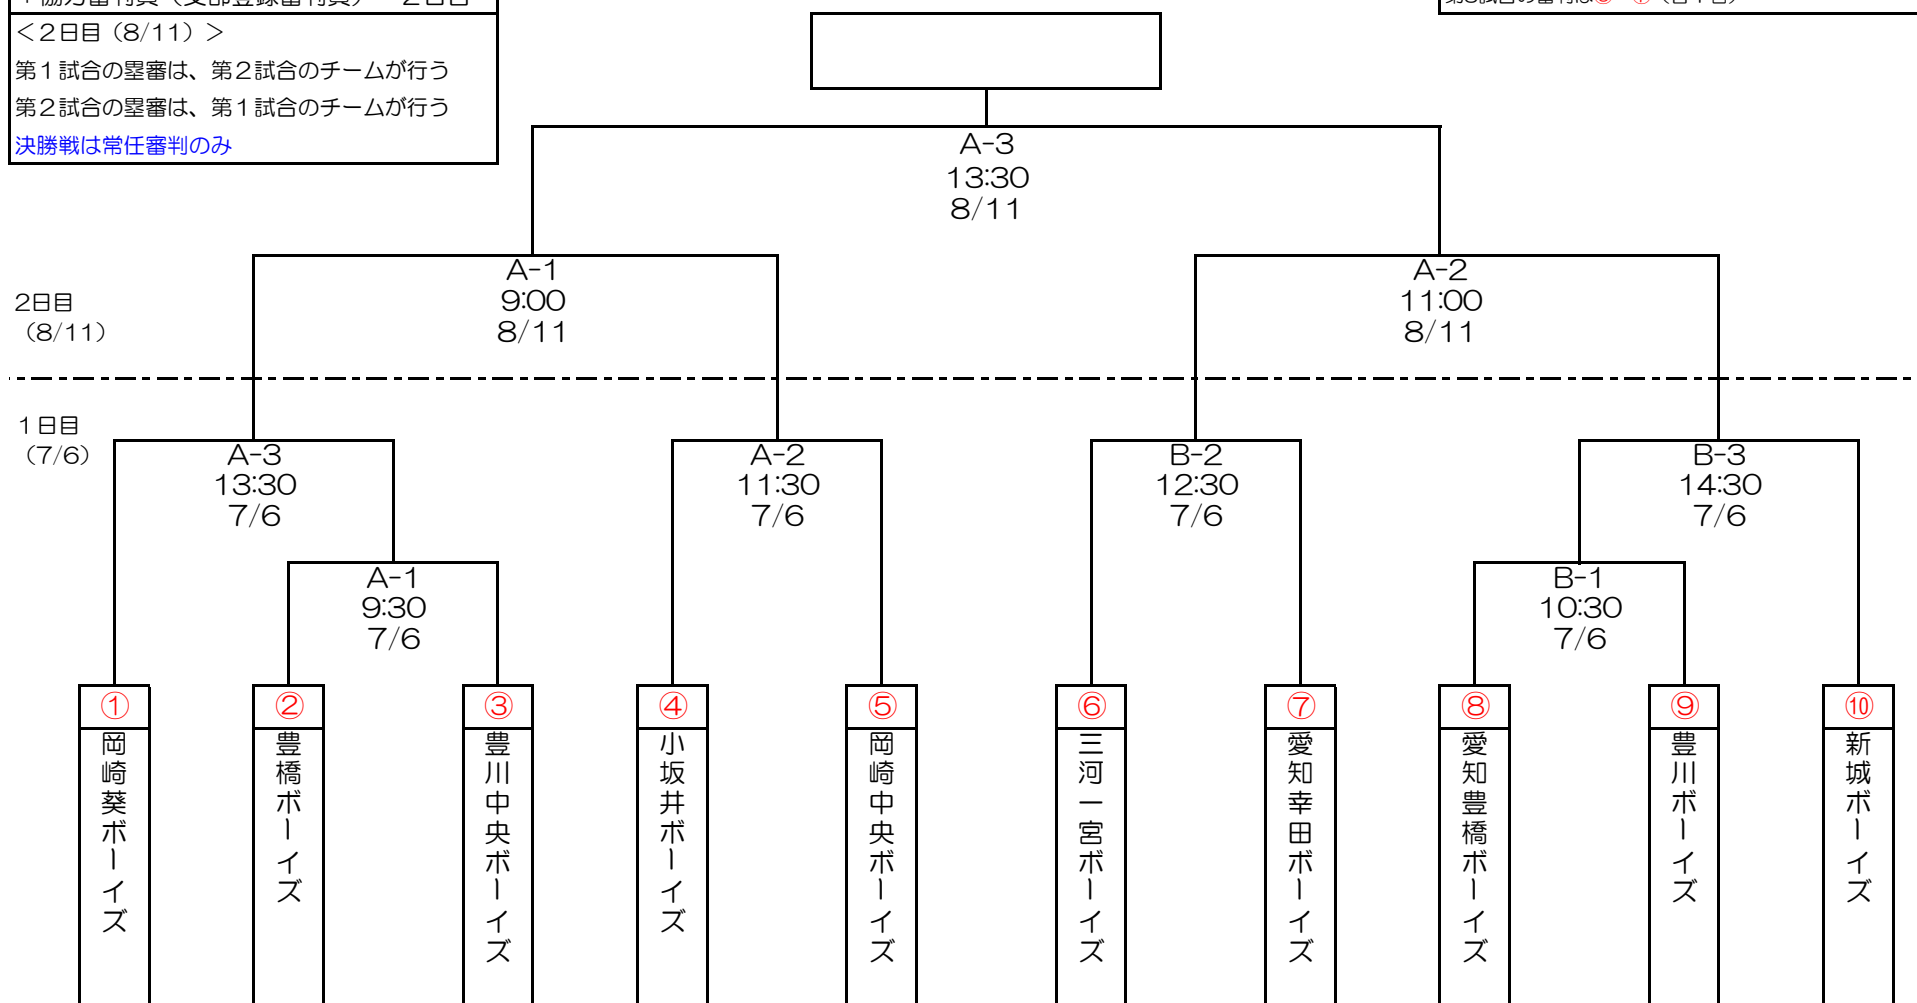 ＜２日目（8/11）＞
第１試合の塁審は、第２試合のチームが行う
第２試合の塁審は、第１試合のチームが行う
決勝戦は常任審判のみ
A-3
13:30
8/11
A-1
9:00
8/11
A-2
11:00
8/11
2日目
（8/11）
１日目
（7/6）
A-3
13:30
7/6
A-2
11:30
7/6
B-2
12:30
7/6
B-3
14:30
7/6
A-1
9:30
7/6
B-1
10:30
7/6
①
岡崎葵ボーイズ
②
豊橋ボーイズ
③
豊川中央ボーイズ
④
小坂井ボーイズ
⑤
岡崎中央ボーイズ
⑥
三河一宮ボーイズ
⑦
愛知幸田ボーイズ
⑧
愛知豊橋ボーイズ
⑨
豊川ボーイズ
⑩
新城ボーイズ